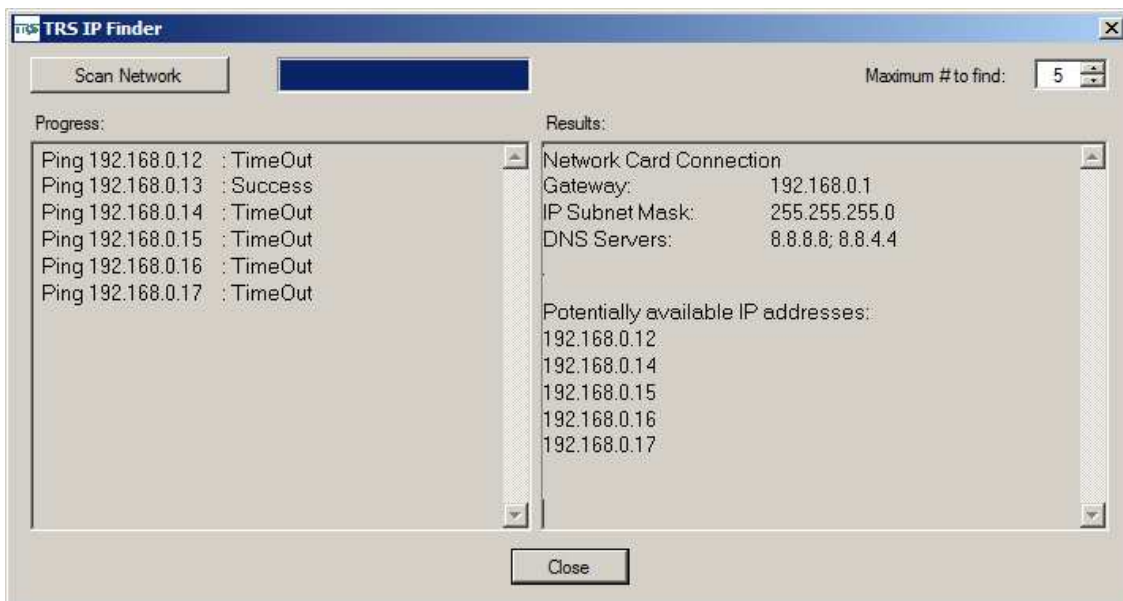 TRS TRS IP Finder
Scan Network
Maximum # to find: 5
Progress:
Ping 192.168.0.12 : TimeOut
Ping 192.168.0.13 : Success
Ping 192.168.0.14 : TimeOut
Ping 192.168.0.15 : TimeOut
Ping 192.168.0.16 : TimeOut
Ping 192.168.0.17 : TimeOut
Results:
Network Card Connection
Gateway: 192.168.0.1
IP Subnet Mask: 255.255.255.0
DNS Servers: 8.8.8.8; 8.8.4.4
.
Potentially available IP addresses:
192.168.0.12
192.168.0.14
192.168.0.15
192.168.0.16
192.168.0.17
Close